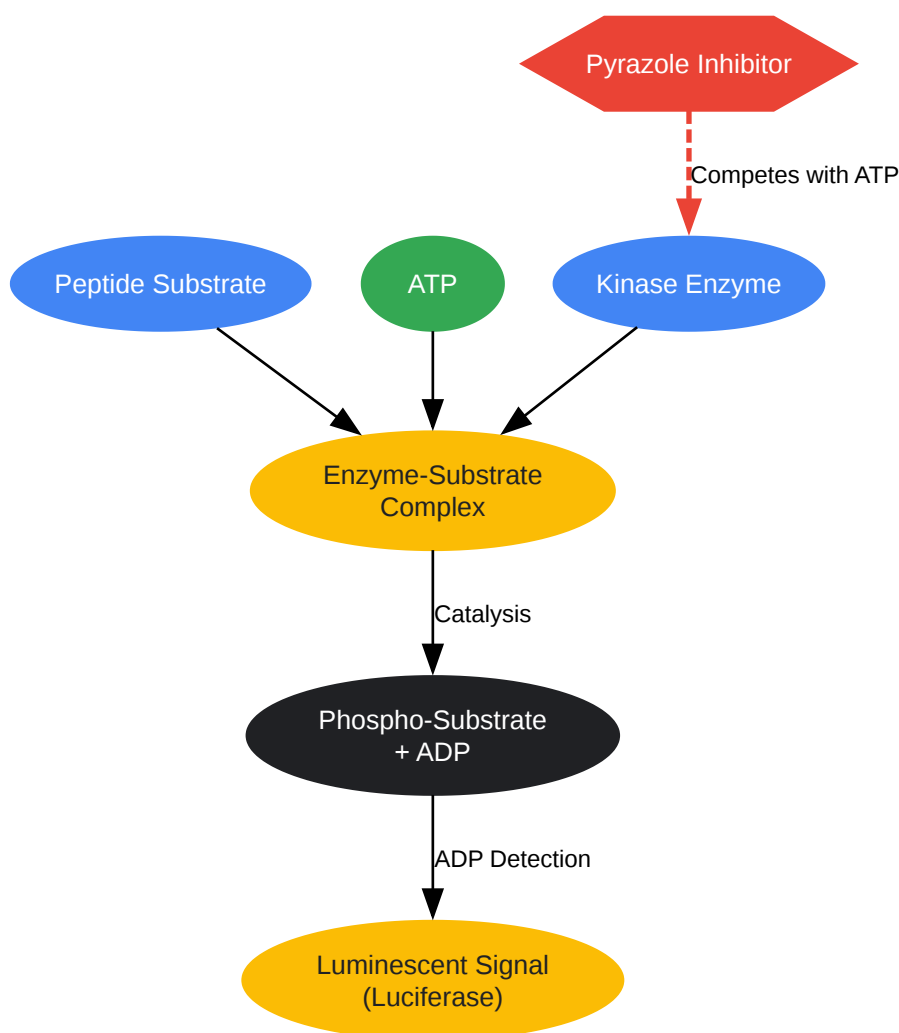 Pyrazole Inhibitor
Competes with ATP
Peptide Substrate
ATP
Kinase Enzyme
Enzyme-Substrate
Complex
Catalysis
Phospho-Substrate
+ ADP
ADP Detection
Luminescent Signal
(Luciferase)